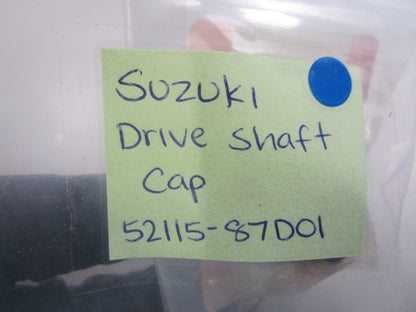 Suzuki
Drive shaft
Cap
52115-87D01